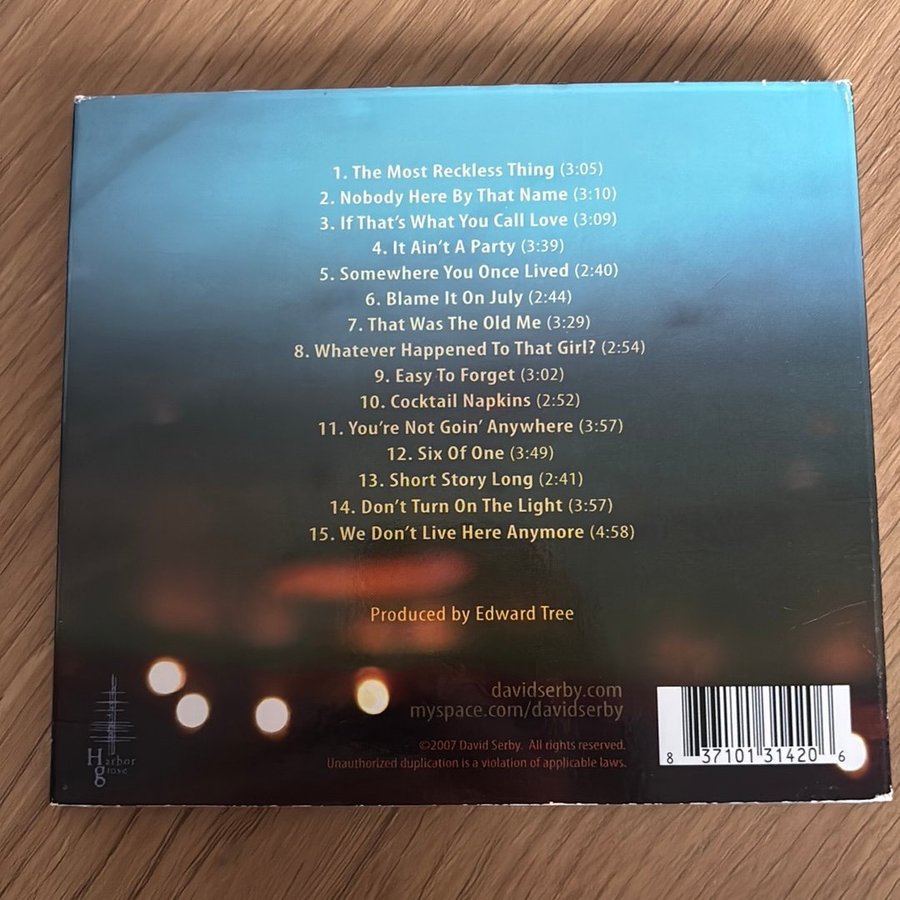 1. The Most Reckless Thing (3:05)
2. Nobody Here By That Name (3:10)
3. If That's What You Call Love (3:09)
4. It Ain't A Party (3:39)
5. Somewhere You Once Lived (2:40)
6. Blame It On July (2:44)
7. That Was The Old Me (3:29)
8. Whatever Happened To That Girl? (2:54)
9. Easy To Forget (3:02)
10. Cocktail Napkins (2:52)
11. You're Not Goin' Anywhere (3:57)
12. Six Of One (3:49)
13. Short Story Long (2:41)
14. Don't Turn On The Light (3:57)
15. We Don't Live Here Anymore (4:58)
Produced by Edward Tree
davidserby.com
myspace.com/davidserby
©2007 David Serby. All rights reserved.
Unauthorized duplication is a violation of applicable laws.
Harbor
grove
8 37101 31420 6